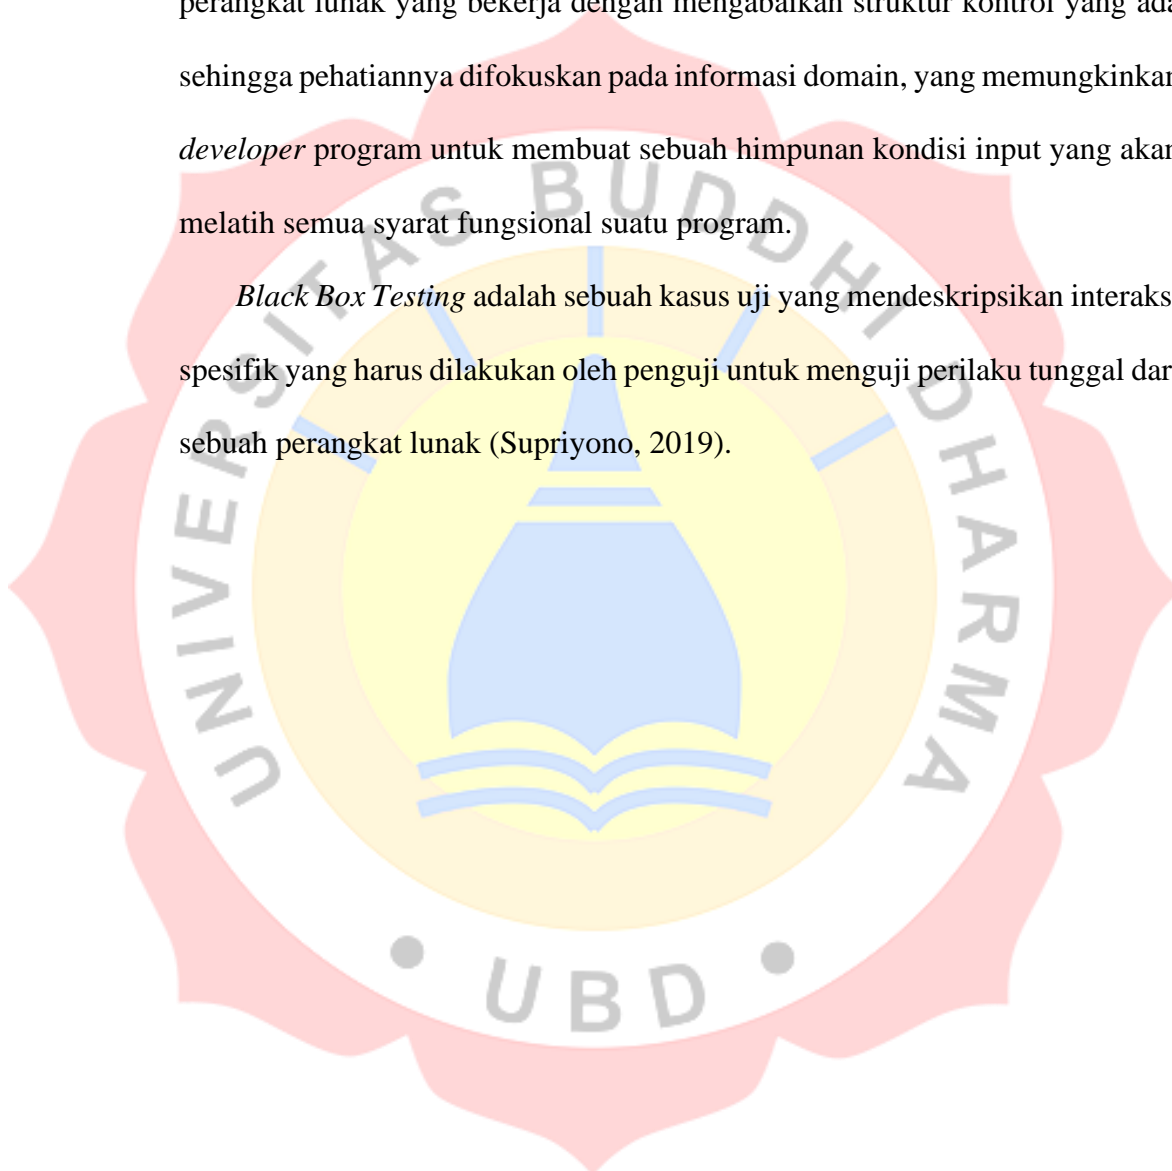 perangkat lunak yang bekerja dengan mengabaikan struktur kontrol yang ada
sehingga pehatiannya difokuskan pada informasi domain, yang memungkinkan
developer program untuk membuat sebuah himpunan kondisi input yang akan
melatih semua syarat fungsional suatu program.
Black Box Testing adalah sebuah kasus uji yang mendeskripsikan interaks
spesifik yang harus dilakukan oleh penguji untuk menguji perilaku tunggal dar
sebuah perangkat lunak (Supriyono, 2019).
UNIVERSITAS BUDDHI DHARMA
UBD